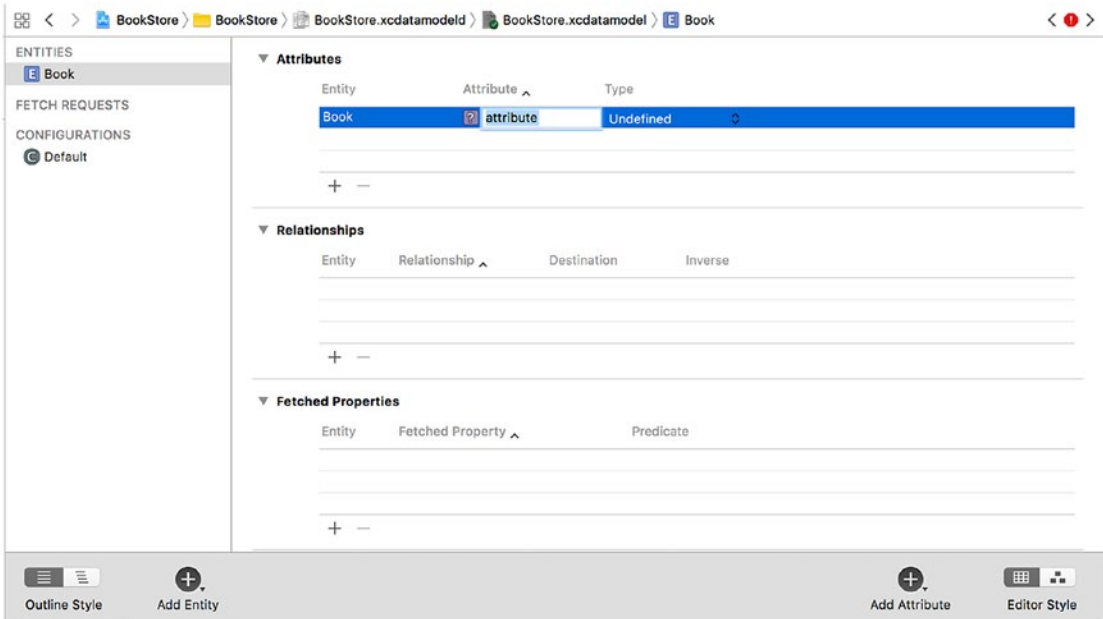 BookStore BookStore BookStore.xcdatamodeld BookStore.xcdatamodel E Book
ENTITIES
E Book
FETCH REQUESTS
CONFIGURATIONS
C Default
Attributes
Entity Attribute Type
Book ? attribute Undefined
+ −
Relationships
Entity Relationship Destination Inverse
+ −
Fetched Properties
Entity Fetched Property Predicate
+ −
Outline Style Add Entity Add Attribute Editor Style